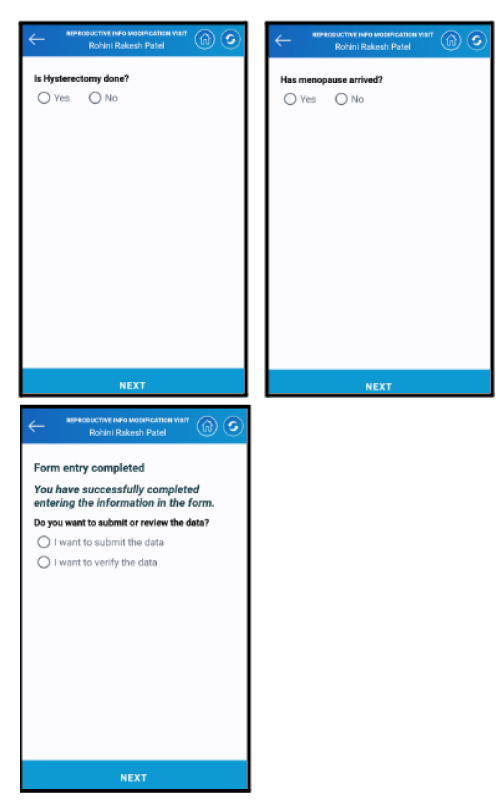 REPRODUCTIVE INFO MODIFICATION VISIT
Rohini Rakesh Patel
Is Hysterectomy done?
Yes No
NEXT
REPRODUCTIVE INFO MODIFICATION VISIT
Rohini Rakesh Patel
Has menopause arrived?
Yes No
NEXT
REPRODUCTIVE INFO MODIFICATION VISIT
Rohini Rakesh Patel
Form entry completed
You have successfully completed
entering the information in the form.
Do you want to submit or review the data?
I want to submit the data
I want to verify the data
NEXT